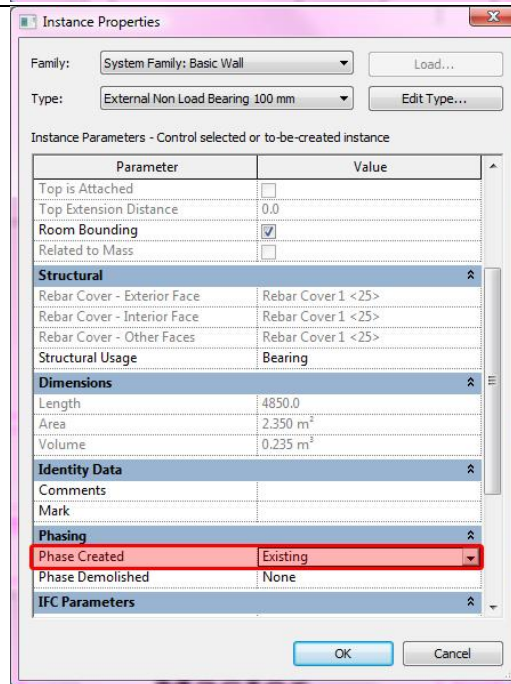 Instance Properties
Family: System Family: Basic Wall Load...
Type: External Non Load Bearing 100 mm Edit Type...
Instance Parameters - Control selected or to-be-created instance
Parameter Value
Top is Attached
Top Extension Distance 0.0
Room Bounding
Related to Mass
Structural
Rebar Cover - Exterior Face Rebar Cover 1 <25>
Rebar Cover - Interior Face Rebar Cover 1 <25>
Rebar Cover - Other Faces Rebar Cover 1 <25>
Structural Usage Bearing
Dimensions
Length 4850.0
Area 2.350 m²
Volume 0.235 m³
Identity Data
Comments
Mark
Phasing
Phase Created Existing
Phase Demolished None
IFC Parameters
OK Cancel